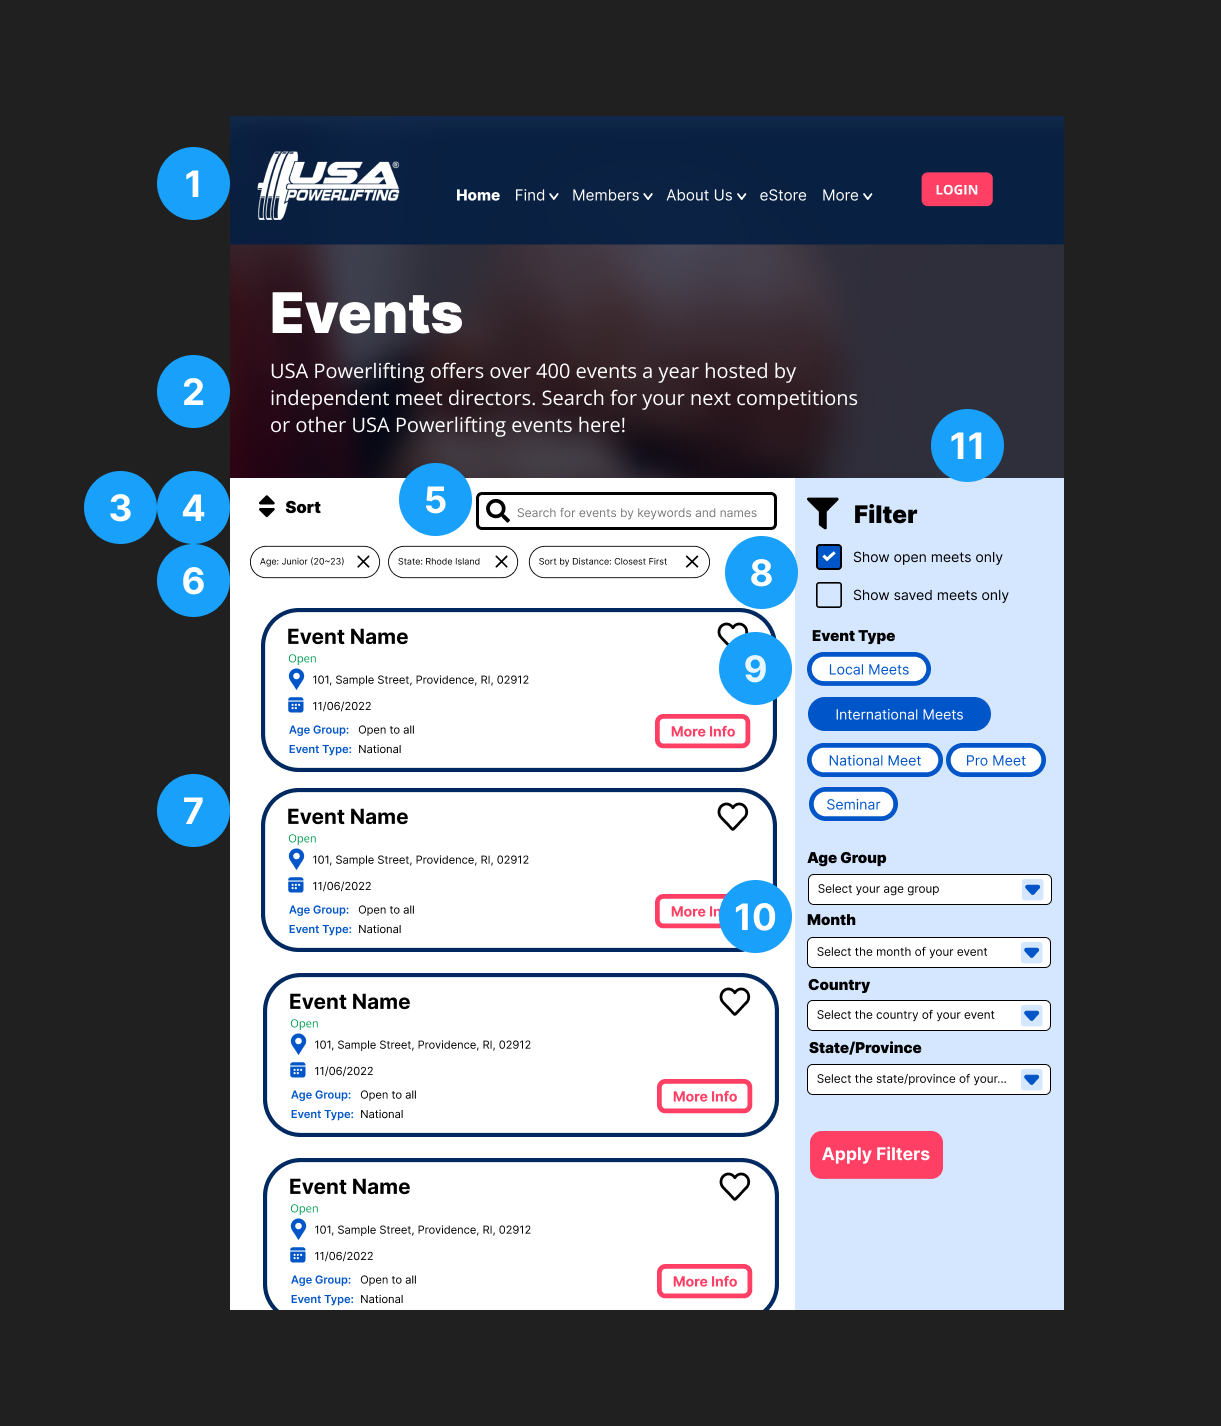 1
USA®
POWERLIFTING
Home Find Members About Us eStore More
LOGIN
Events
2
USA Powerlifting offers over 400 events a year hosted by
independent meet directors. Search for your next competitions
or other USA Powerlifting events here!
11
3
4
Sort
5
Search for events by keywords and names
6
Age: Junior (20~23)
State: Rhode Island
Sort by Distance: Closest First
8
Event Name
Open
101, Sample Street, Providence, RI, 02912
11/06/2022
Age Group: Open to all
Event Type: National
9
More Info
7
Event Name
Open
101, Sample Street, Providence, RI, 02912
11/06/2022
Age Group: Open to all
Event Type: National
More In
10
Event Name
Open
101, Sample Street, Providence, RI, 02912
11/06/2022
Age Group: Open to all
Event Type: National
More Info
Event Name
Open
101, Sample Street, Providence, RI, 02912
11/06/2022
Age Group: Open to all
Event Type: National
More Info
Filter
Show open meets only
Show saved meets only
Event Type
Local Meets
International Meets
National Meet
Pro Meet
Seminar
Age Group
Select your age group
Month
Select the month of your event
Country
Select the country of your event
State/Province
Select the state/province of your...
Apply Filters